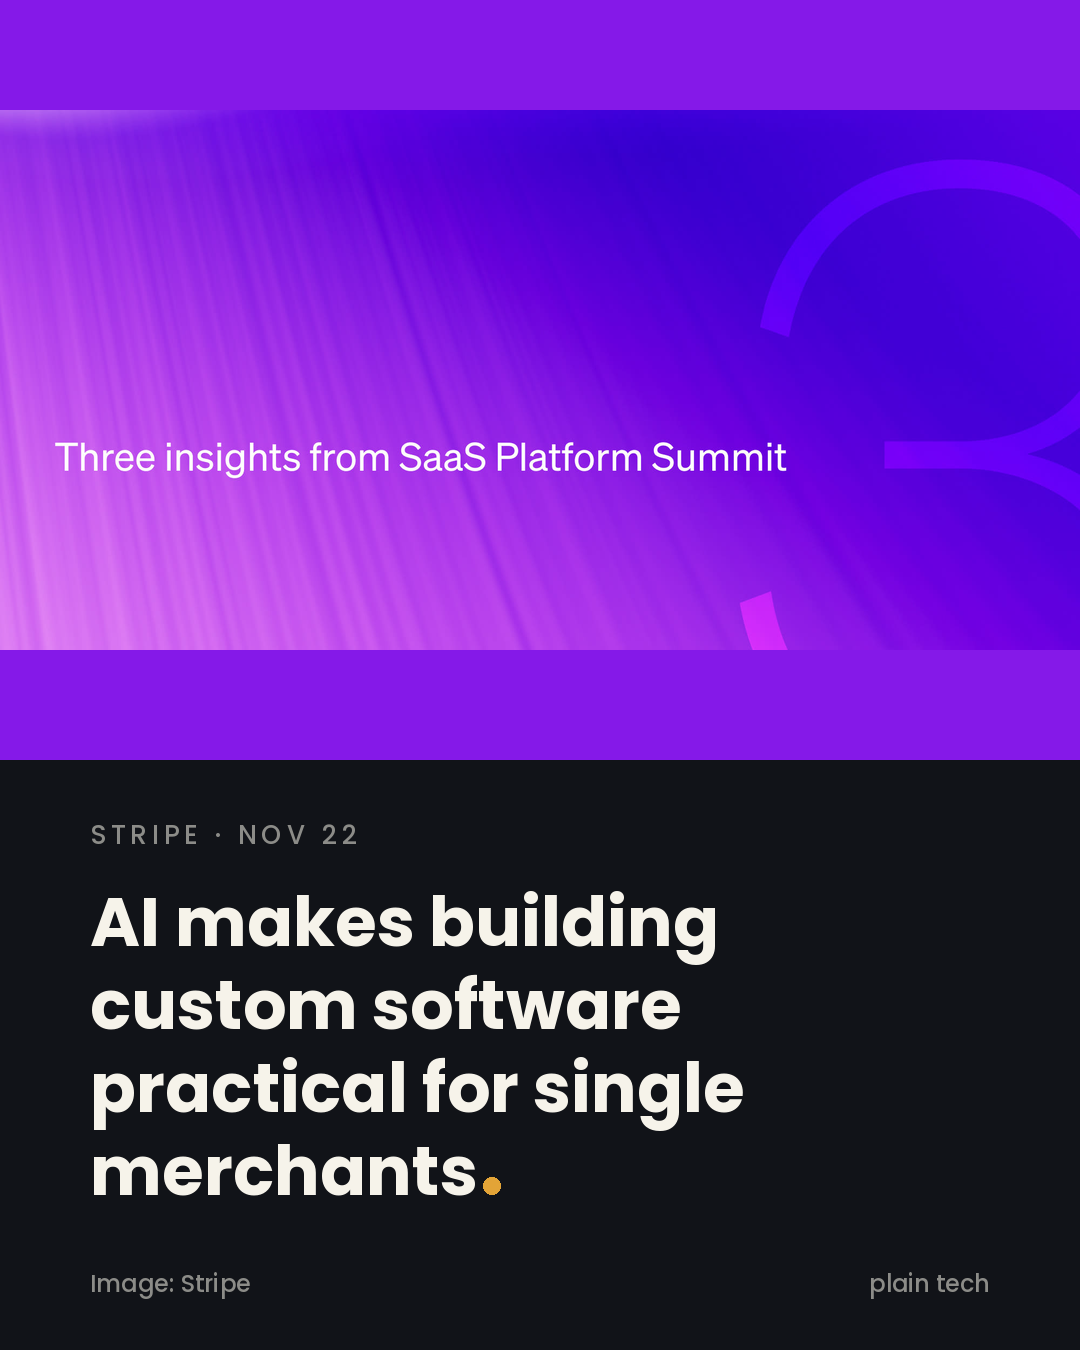 Three insights from SaaS Platform Summit
3
STRIPE · NOV 22
AI makes building
custom software
practical for single
merchants.
Image: Stripe
plain tech